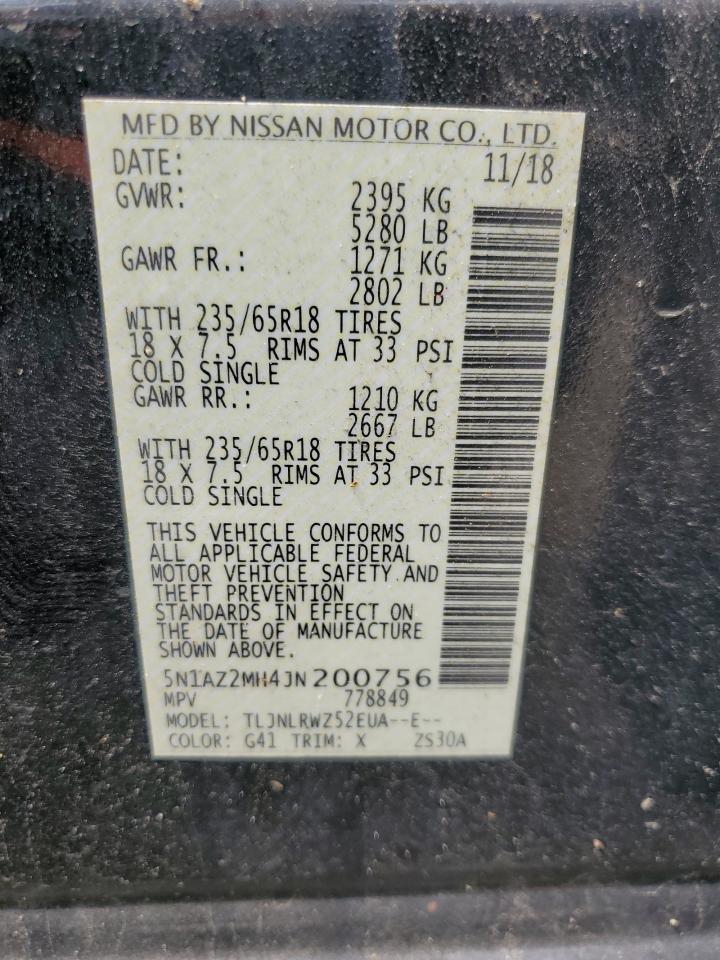 MFD BY NISSAN MOTOR CO., LTD.
DATE: 11/18
GVWR: 2395 KG
5280 LB
GAWR FR.: 1271 KG
2802 LB
WITH 235/65R18 TIRES
18 X 7.5 RIMS AT 33 PSI
COLD SINGLE
GAWR RR.: 1210 KG
2667 LB
WITH 235/65R18 TIRES
18 X 7.5 RIMS AT 33 PSI
COLD SINGLE
THIS VEHICLE CONFORMS TO
ALL APPLICABLE FEDERAL
MOTOR VEHICLE SAFETY AND
THEFT PREVENTION
STANDARDS IN EFFECT ON
THE DATE OF MANUFACTURE
SHOWN ABOVE.
5N1AZ2MH4JN200756
MPV 778849
MODEL: TLJNLRWZ52EUA--E--
COLOR: G41 TRIM: X ZS30A